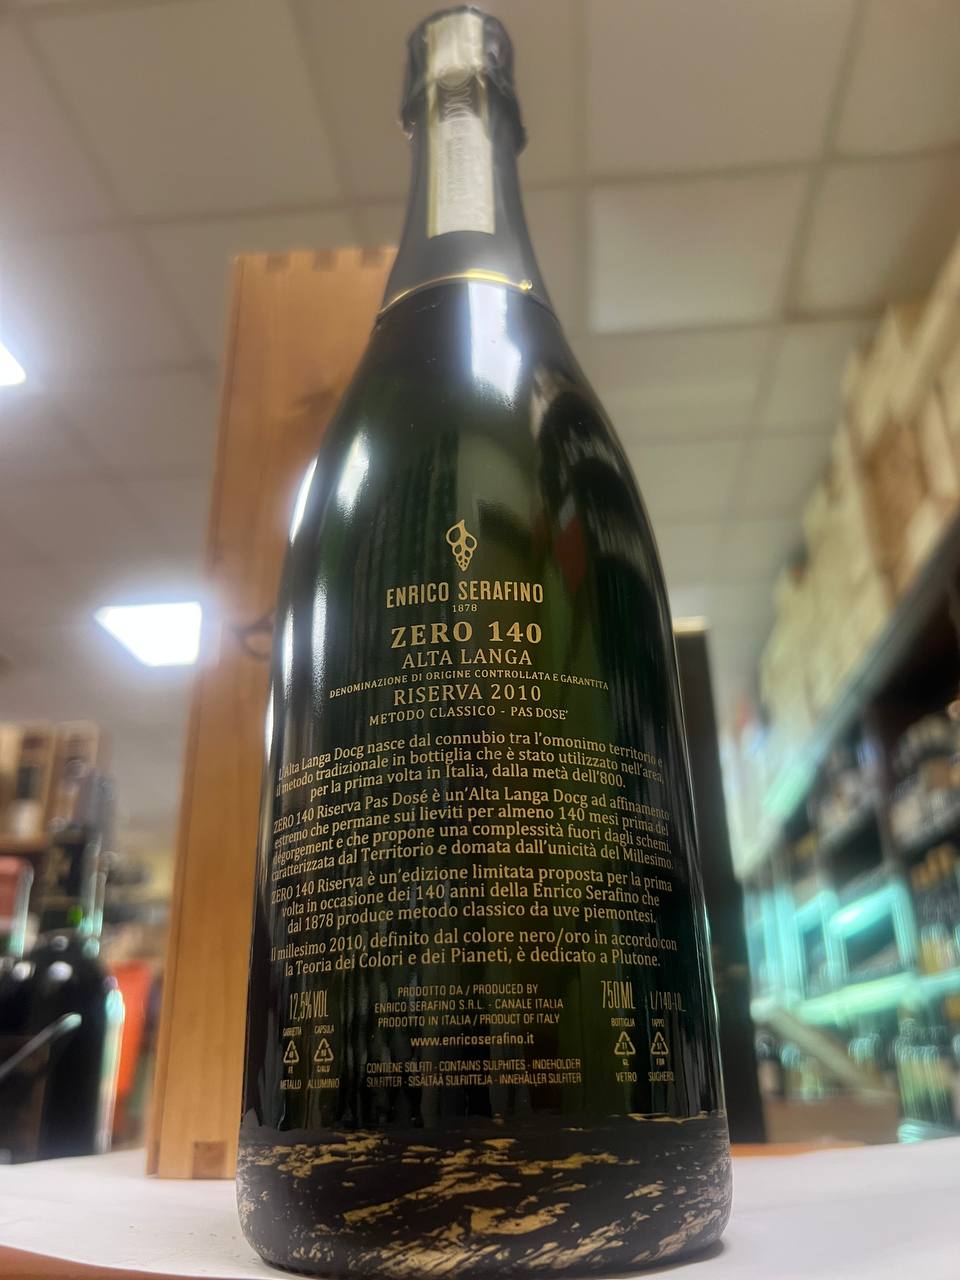 ENRICO SERAFINO
1878
ZERO 140
ALTA LANGA
DENOMINAZIONE DI ORIGINE CONTROLLATA E GARANTITA
RISERVA 2010
METODO CLASSICO - PAS DOSE'
L'Alta Langa Docg nasce dal connubio tra l'omonimo territorio e
il metodo tradizionale in bottiglia che è stato utilizzato nell'area,
per la prima volta in Italia, dalla metà dell'800.
ZERO 140 Riserva Pas Dosé è un'Alta Langa Docg ad affinamento
estremo che permane sui lieviti per almeno 140 mesi prima del
dégorgement e che propone una complessità fuori dagli schemi,
caratterizzata dal Territorio e domata dall'unicità del Millesimo.
ZERO 140 Riserva è un'edizione limitata proposta per la prima
volta in occasione dei 140 anni della Enrico Serafino che
dal 1878 produce metodo classico da uve piemontesi.
Il millesimo 2010, definito dal colore nero/oro in accordo con
la Teoria dei Colori e dei Pianeti, è dedicato a Plutone.
12,5% VOL
GABBIETTA CAPSULA
FE C/ALU
METALLO ALLUMINIO
PRODOTTO DA / PRODUCED BY
ENRICO SERAFINO S.R.L. - CANALE ITALIA
PRODOTTO IN ITALIA / PRODUCT OF ITALY
www.enricoserafino.it
CONTIENE SOLFITI - CONTAINS SULPHITES - INDEHOLDER
SULFITTER - SISÄLTÄÄ SULFIITTEJA - INNEHÅLLER SULFITER
750 ML
BOTTIGLIA TAPPO
GL FOR
VETRO SUGHERO